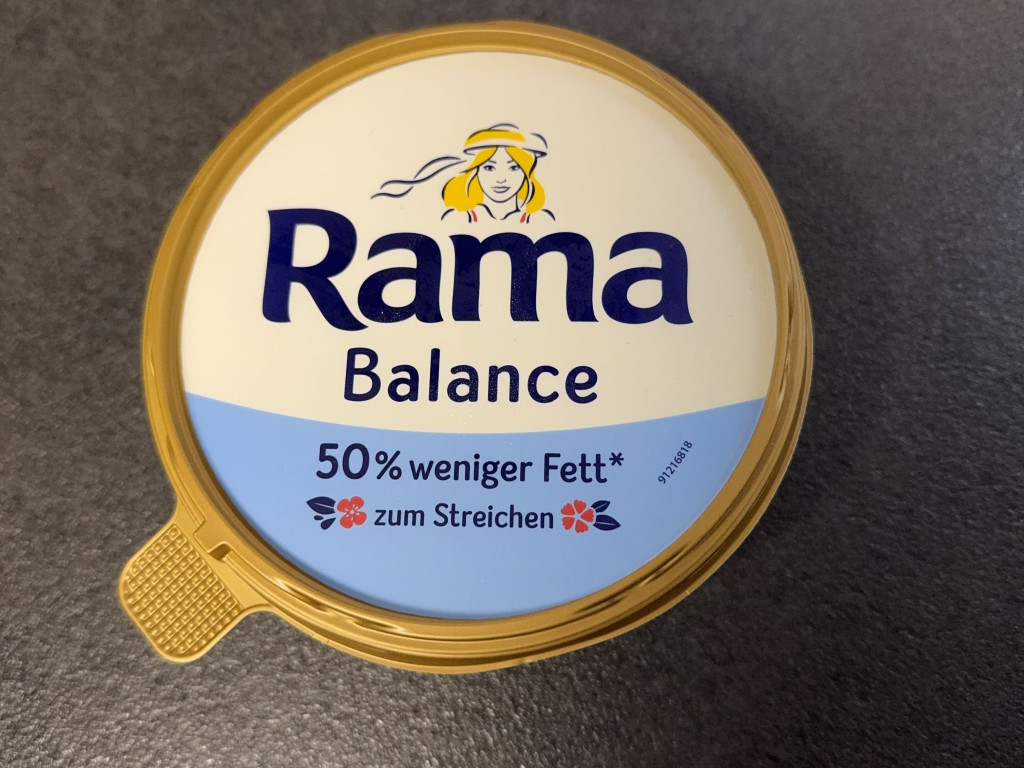 Rama
Balance
50% weniger Fett*
zum Streichen
91216818